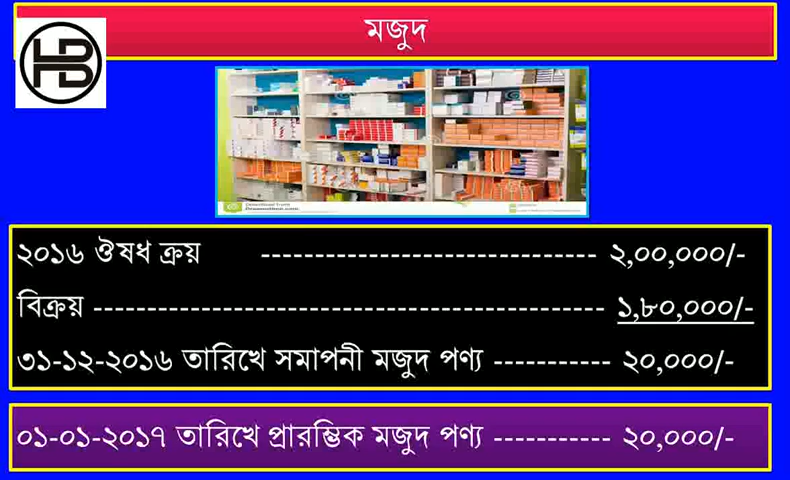 মজুদ
HB
২০১৬ ঔষধ ক্রয় ------------------------------- ২,০০,০০০/-
বিক্রয় ----------------------------------------------- ১,৮০,০০০/-
৩১-১২-২০১৬ তারিখে সমাপনী মজুদ পণ্য ----------- ২০,০০০/-
০১-০১-২০১৭ তারিখে প্রারম্ভিক মজুদ পণ্য ----------- ২০,০০০/-